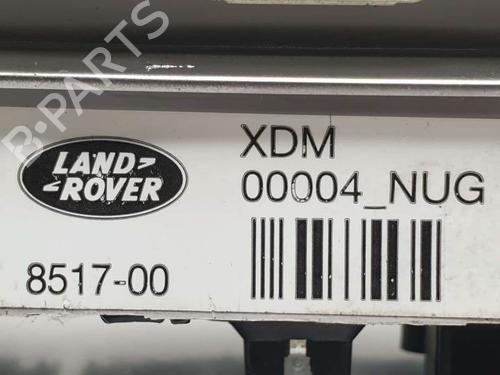 B-PARTS
LAND
ROVER
8517-00
XDM
00004_NUG